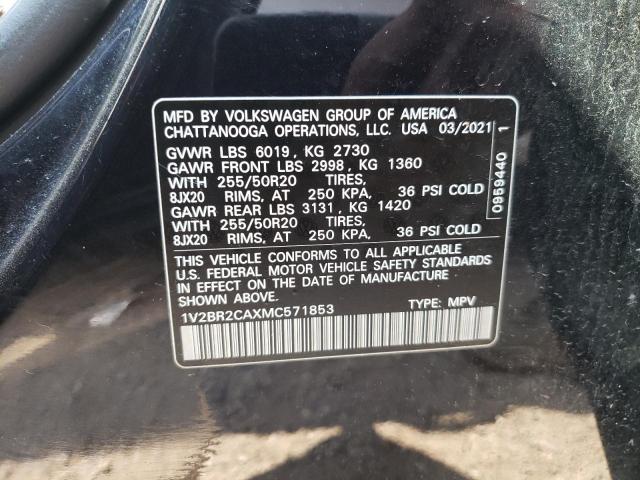 MFD BY VOLKSWAGEN GROUP OF AMERICA
CHATTANOOGA OPERATIONS, LLC. USA 03/2021
GVWR LBS 6019, KG 2730
GAWR FRONT LBS 2998, KG 1360
WITH 255/50R20 TIRES,
8JX20 RIMS, AT 250 KPA, 36 PSI COLD
GAWR REAR LBS 3131, KG 1420
WITH 255/50R20 TIRES,
8JX20 RIMS, AT 250 KPA, 36 PSI COLD
THIS VEHICLE CONFORMS TO ALL APPLICABLE
U.S. FEDERAL MOTOR VEHICLE SAFETY STANDARDS
IN EFFECT ON THE DATE OF MANUFACTURE
SHOWN ABOVE.
1V2BR2CAXMC571853 TYPE: MPV
0959440 1